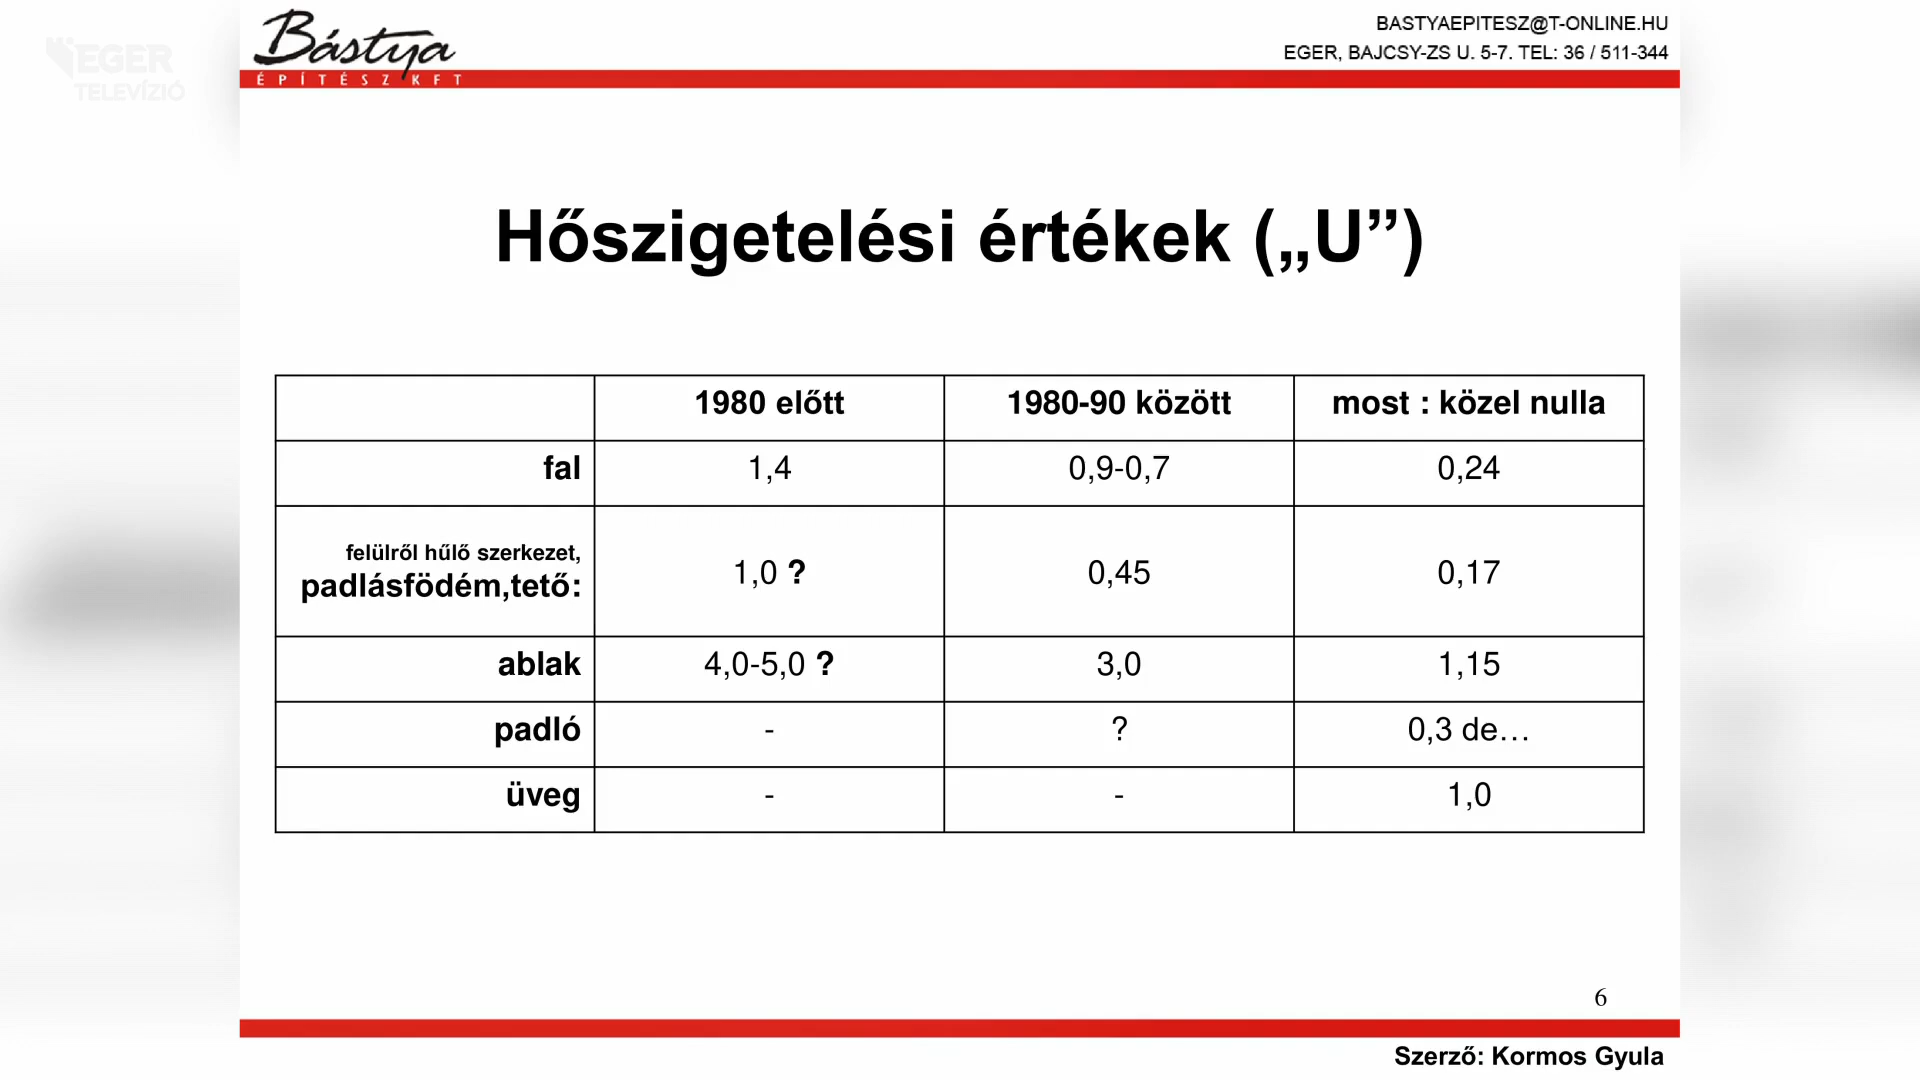 EGER
TELEVÍZIÓ
Bástya
ÉPÍTÉSZ KFT
BASTYAEPITESZ@T-ONLINE.HU
EGER, BAJCSY-ZS U. 5-7. TEL: 36 / 511-344
Hőszigetelési értékek („U”)
1980 előtt 1980-90 között most : közel nulla
fal 1,4 0,9-0,7 0,24
felülről hűlő szerkezet,
padlásfödém,tető: 1,0 ? 0,45 0,17
ablak 4,0-5,0 ? 3,0 1,15
padló - ? 0,3 de…
üveg - - 1,0
6
Szerző: Kormos Gyula